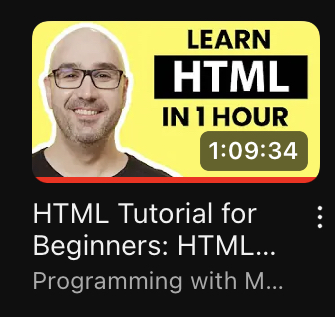 LEARN
HTML
IN 1 HOUR
1:09:34
HTML Tutorial for
Beginners: HTML...
Programming with M...